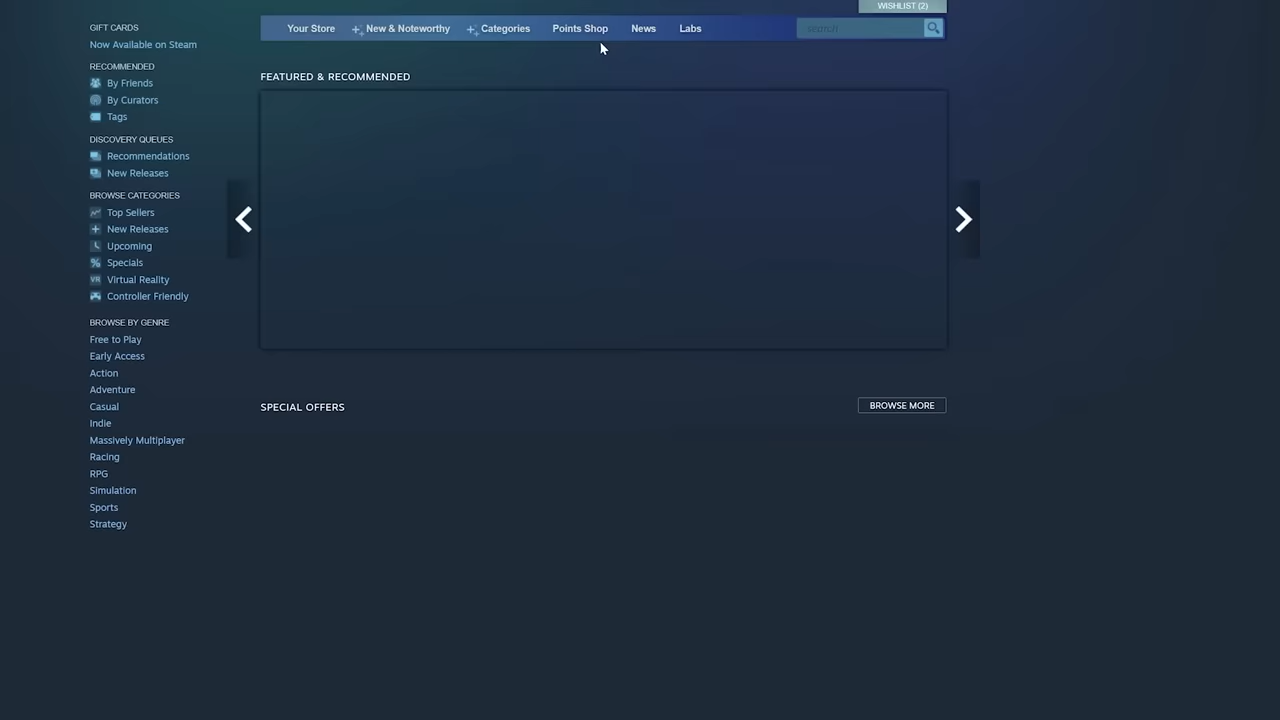 WISHLIST (2)
Your Store
New & Noteworthy
Categories
Points Shop
News
Labs
search
GIFT CARDS
Now Available on Steam
RECOMMENDED
By Friends
By Curators
Tags
DISCOVERY QUEUES
Recommendations
New Releases
BROWSE CATEGORIES
Top Sellers
New Releases
Upcoming
Specials
VR Virtual Reality
Controller Friendly
BROWSE BY GENRE
Free to Play
Early Access
Action
Adventure
Casual
Indie
Massively Multiplayer
Racing
RPG
Simulation
Sports
Strategy
FEATURED & RECOMMENDED
SPECIAL OFFERS
BROWSE MORE